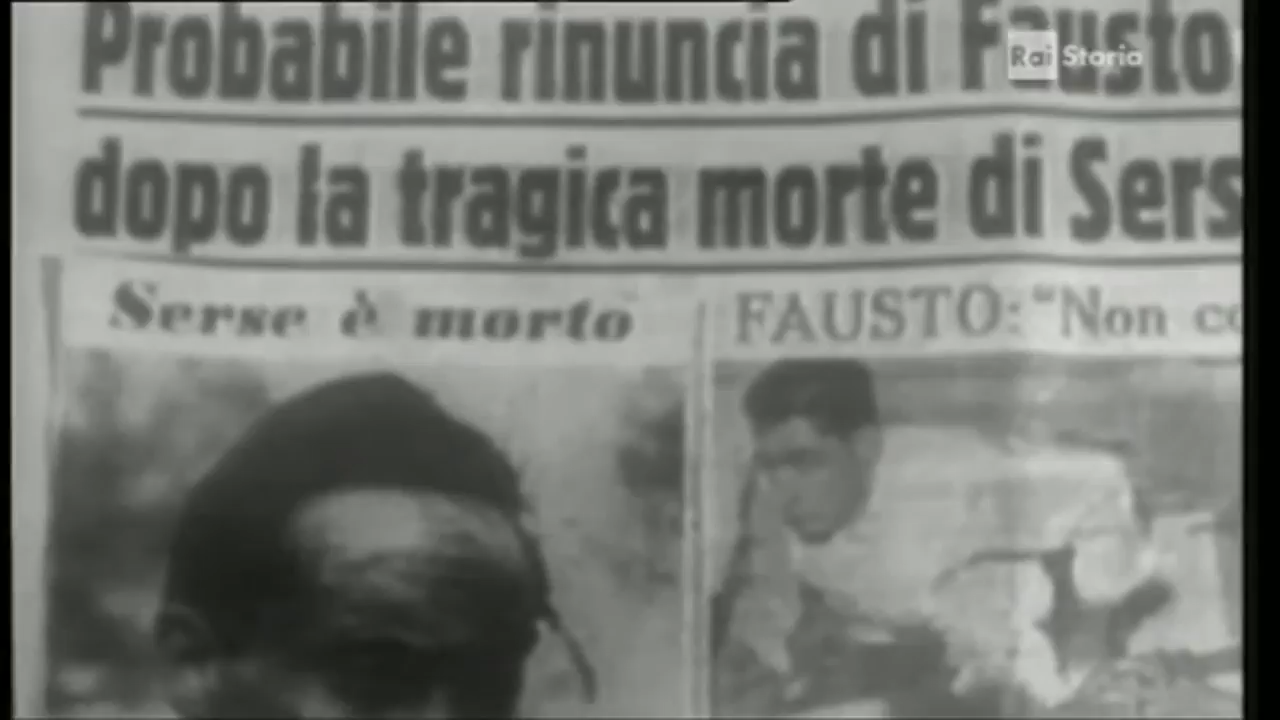 Probabile rinuncia di Fausto
Rai Storia
dopo la tragica morte di Sers
Serse è morto
FAUSTO: "Non co